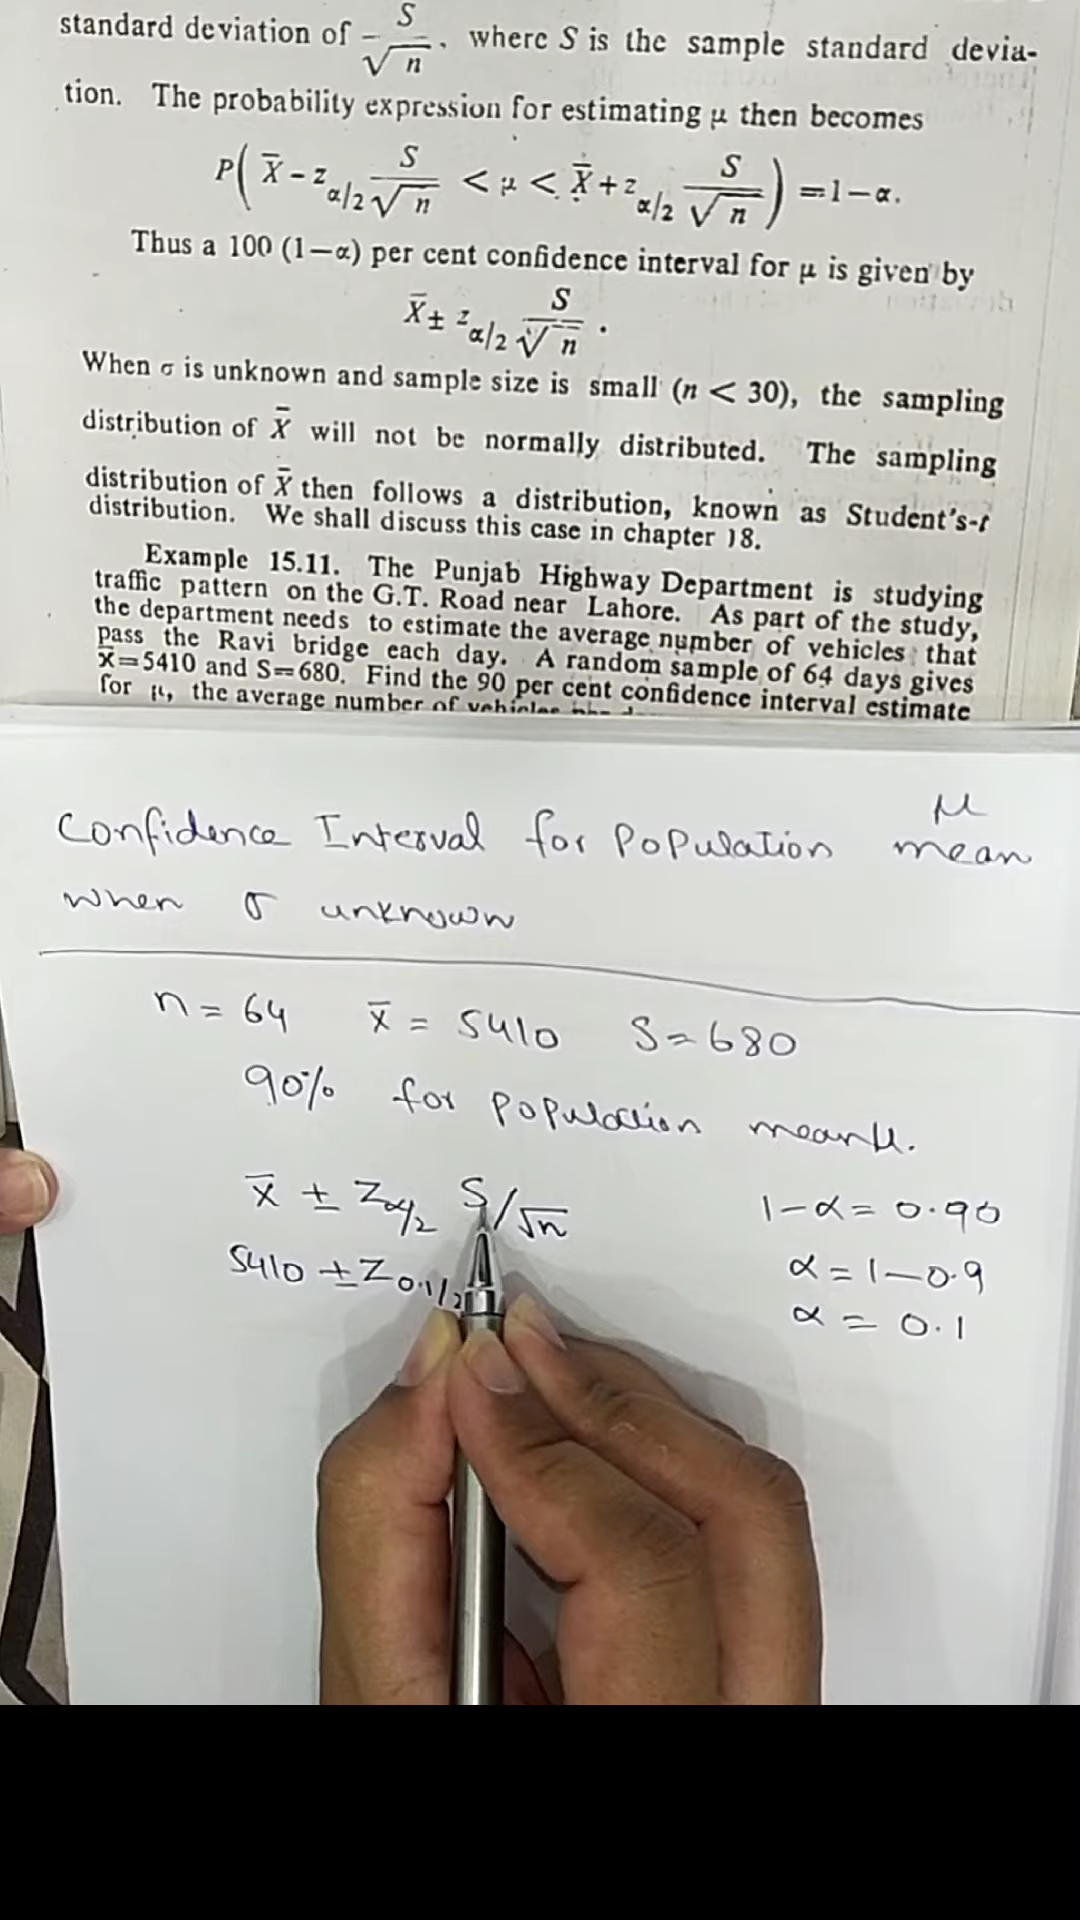 standard deviation of S/√n, where S is the sample standard devia-
tion. The probability expression for estimating μ then becomes
P( X̄ − z α/2 S/√n < μ < X̄ + z α/2 S/√n ) = 1−α.
Thus a 100 (1−α) per cent confidence interval for μ is given by
X̄ ± z α/2 S/√n .
When σ is unknown and sample size is small (n < 30), the sampling
distribution of X̄ will not be normally distributed. The sampling
distribution of X̄ then follows a distribution, known as Student's-t
distribution. We shall discuss this case in chapter 18.
Example 15.11. The Punjab Highway Department is studying
traffic pattern on the G.T. Road near Lahore. As part of the study,
the department needs to estimate the average number of vehicles that
pass the Ravi bridge each day. A random sample of 64 days gives
x̄=5410 and S=680. Find the 90 per cent confidence interval estimate
for μ, the average number of vehicles
μ
Confidence Interval for Population mean
when σ unknown
n = 64 x̄ = 5410 S = 680
90% for population mean μ.
x̄ ± Z α/2 S/√n 1−α = 0.90
5410 ± Z 0.1/2 α = 1−0.9
α = 0.1